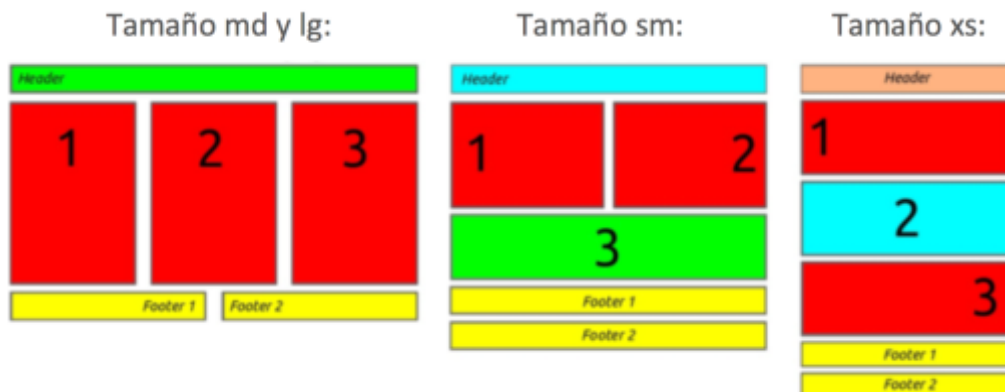 Tamaño md y lg:
Header
1 2 3
Footer 1 Footer 2
Tamaño sm:
Header
1 2
3
Footer 1
Footer 2
Tamaño xs:
Header
1
2
3
Footer 1
Footer 2